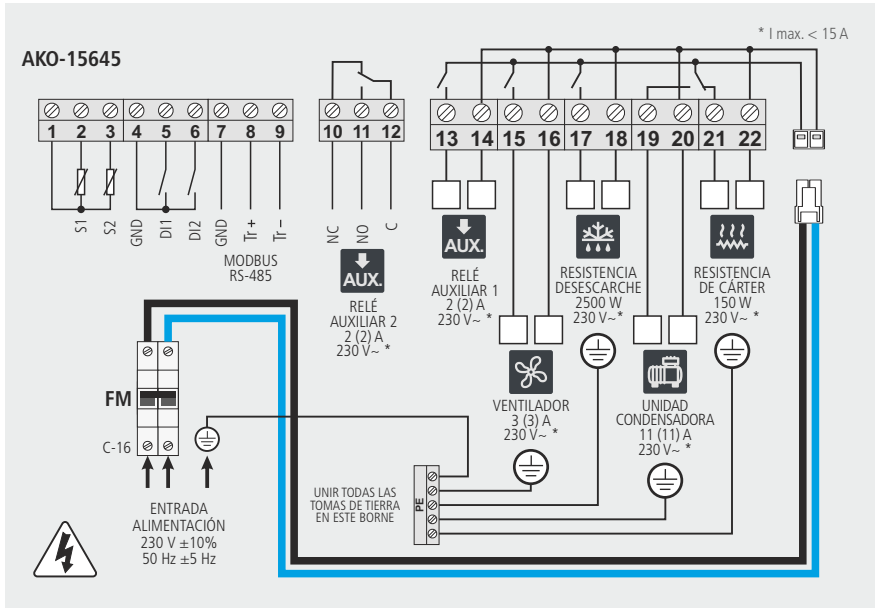 * I max. < 15 A
AKO-15645
1 2 3 4 5 6 7 8 9
10 11 12
13 14 15 16 17 18 19 20 21 22
S1
S2
GND
DI1
DI2
GND
Tr +
Tr −
MODBUS
RS-485
NC
NO
C
AUX.
RELÉ
AUXILIAR 2
2 (2) A
230 V~ *
AUX.
RELÉ
AUXILIAR 1
2 (2) A
230 V~ *
RESISTENCIA
DESESCARCHE
2500 W
230 V~ *
RESISTENCIA
DE CÁRTER
150 W
230 V~ *
VENTILADOR
3 (3) A
230 V~ *
UNIDAD
CONDENSADORA
11 (11) A
230 V~ *
FM
C-16
ENTRADA
ALIMENTACIÓN
230 V ±10%
50 Hz ±5 Hz
UNIR TODAS LAS
TOMAS DE TIERRA
EN ESTE BORNE
PE